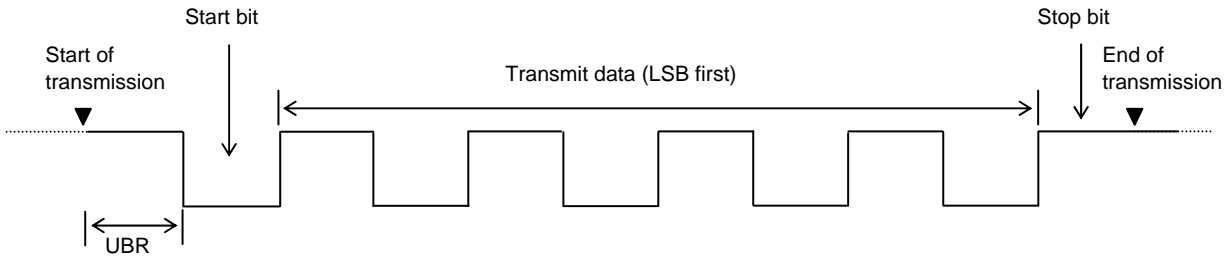 Start bit
Stop bit
Start of
transmission
Transmit data (LSB first)
End of
transmission
UBR